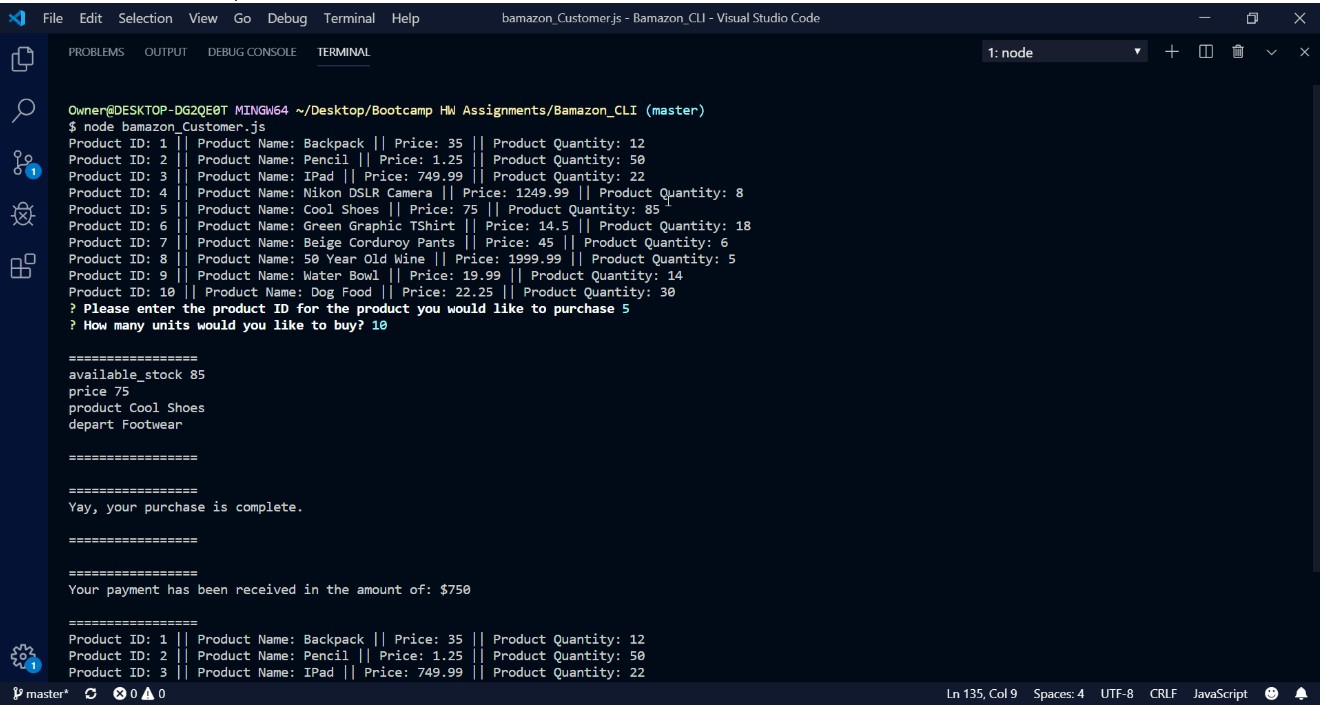 File Edit Selection View Go Debug Terminal Help bamazon_Customer.js - Bamazon_CLI - Visual Studio Code
PROBLEMS OUTPUT DEBUG CONSOLE TERMINAL 1: node
Owner@DESKTOP-DG2QE0T MINGW64 ~/Desktop/Bootcamp HW Assignments/Bamazon_CLI (master)
$ node bamazon_Customer.js
Product ID: 1 || Product Name: Backpack || Price: 35 || Product Quantity: 12
Product ID: 2 || Product Name: Pencil || Price: 1.25 || Product Quantity: 50
Product ID: 3 || Product Name: IPad || Price: 749.99 || Product Quantity: 22
Product ID: 4 || Product Name: Nikon DSLR Camera || Price: 1249.99 || Product Quantity: 8
Product ID: 5 || Product Name: Cool Shoes || Price: 75 || Product Quantity: 85
Product ID: 6 || Product Name: Green Graphic TShirt || Price: 14.5 || Product Quantity: 18
Product ID: 7 || Product Name: Beige Corduroy Pants || Price: 45 || Product Quantity: 6
Product ID: 8 || Product Name: 50 Year Old Wine || Price: 1999.99 || Product Quantity: 5
Product ID: 9 || Product Name: Water Bowl || Price: 19.99 || Product Quantity: 14
Product ID: 10 || Product Name: Dog Food || Price: 22.25 || Product Quantity: 30
? Please enter the product ID for the product you would like to purchase 5
? How many units would you like to buy? 10
=================
available_stock 85
price 75
product Cool Shoes
depart Footwear
=================
=================
Yay, your purchase is complete.
=================
=================
Your payment has been received in the amount of: $750
=================
Product ID: 1 || Product Name: Backpack || Price: 35 || Product Quantity: 12
Product ID: 2 || Product Name: Pencil || Price: 1.25 || Product Quantity: 50
Product ID: 3 || Product Name: IPad || Price: 749.99 || Product Quantity: 22
1
1
master* 0 0 Ln 135, Col 9 Spaces: 4 UTF-8 CRLF JavaScript